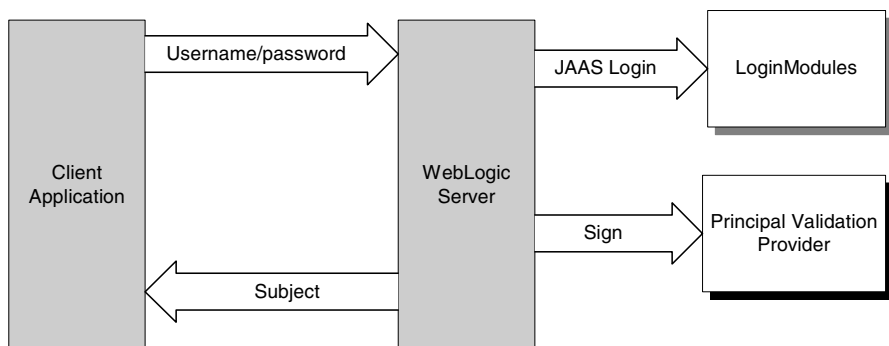 Username/password
JAAS Login
LoginModules
Client
Application
WebLogic
Server
Principal Validation
Provider
Sign
Subject